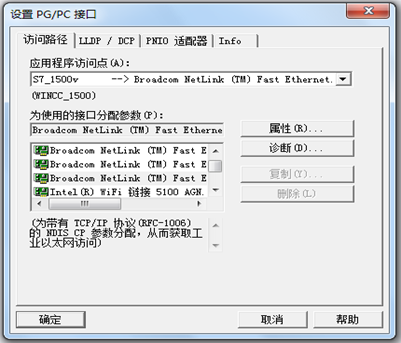 设置 PG/PC 接口
访问路径 LLDP / DCP PNIO 适配器 Info
应用程序访问点(A):
S7_1500v --> Broadcom NetLink (TM) Fast Ethernet.
(WINCC_1500)
为使用的接口分配参数(P):
Broadcom NetLink (TM) Fast Etherne
属性(R)...
Broadcom NetLink (TM) Fast E
诊断(D)...
Broadcom NetLink (TM) Fast E
Broadcom NetLink (TM) Fast E
复制(Y)...
Intel(R) WiFi 链接 5100 AGN.
删除(L)
(为带有 TCP/IP 协议(RFC-1006)
的 NDIS CP 参数分配，从而获取工
业以太网访问)
确定 取消 帮助